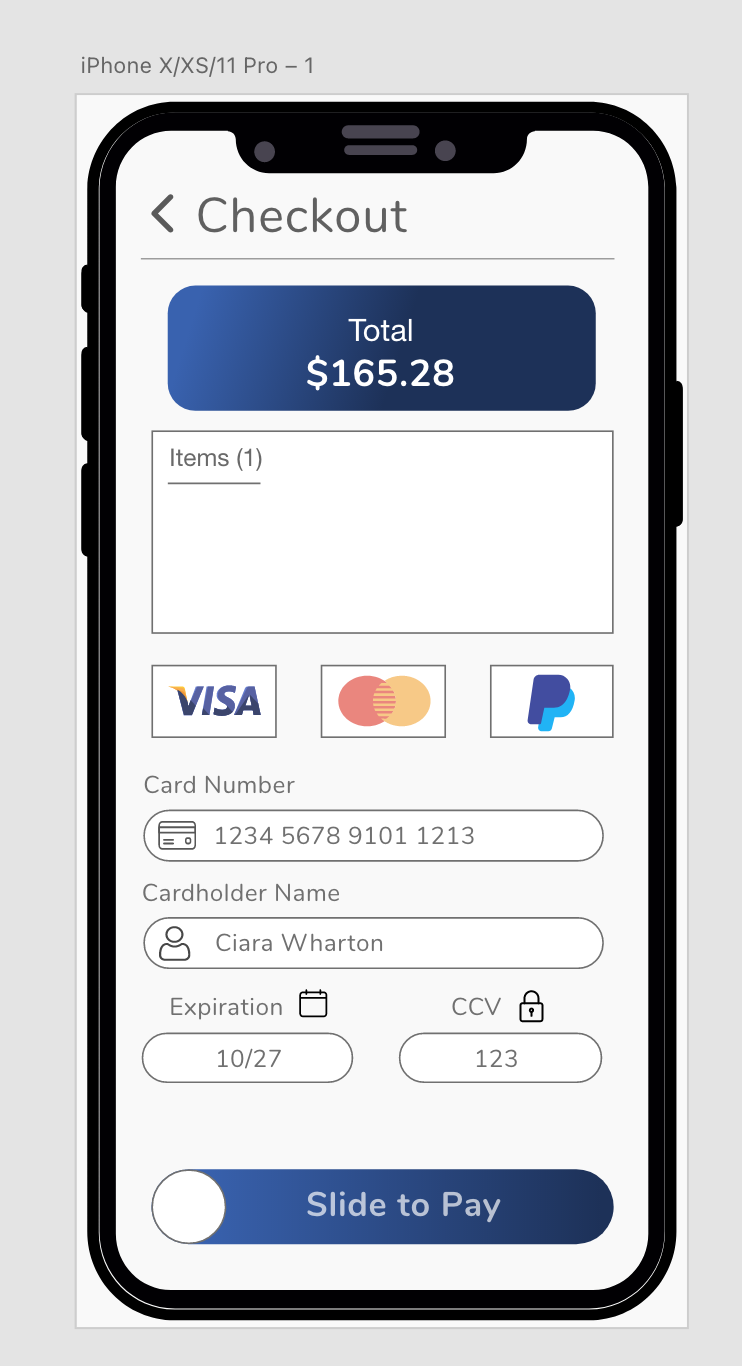 iPhone X/XS/11 Pro – 1
Checkout
Total
$165.28
Items (1)
VISA
Card Number
1234 5678 9101 1213
Cardholder Name
Ciara Wharton
Expiration CCV
10/27 123
Slide to Pay